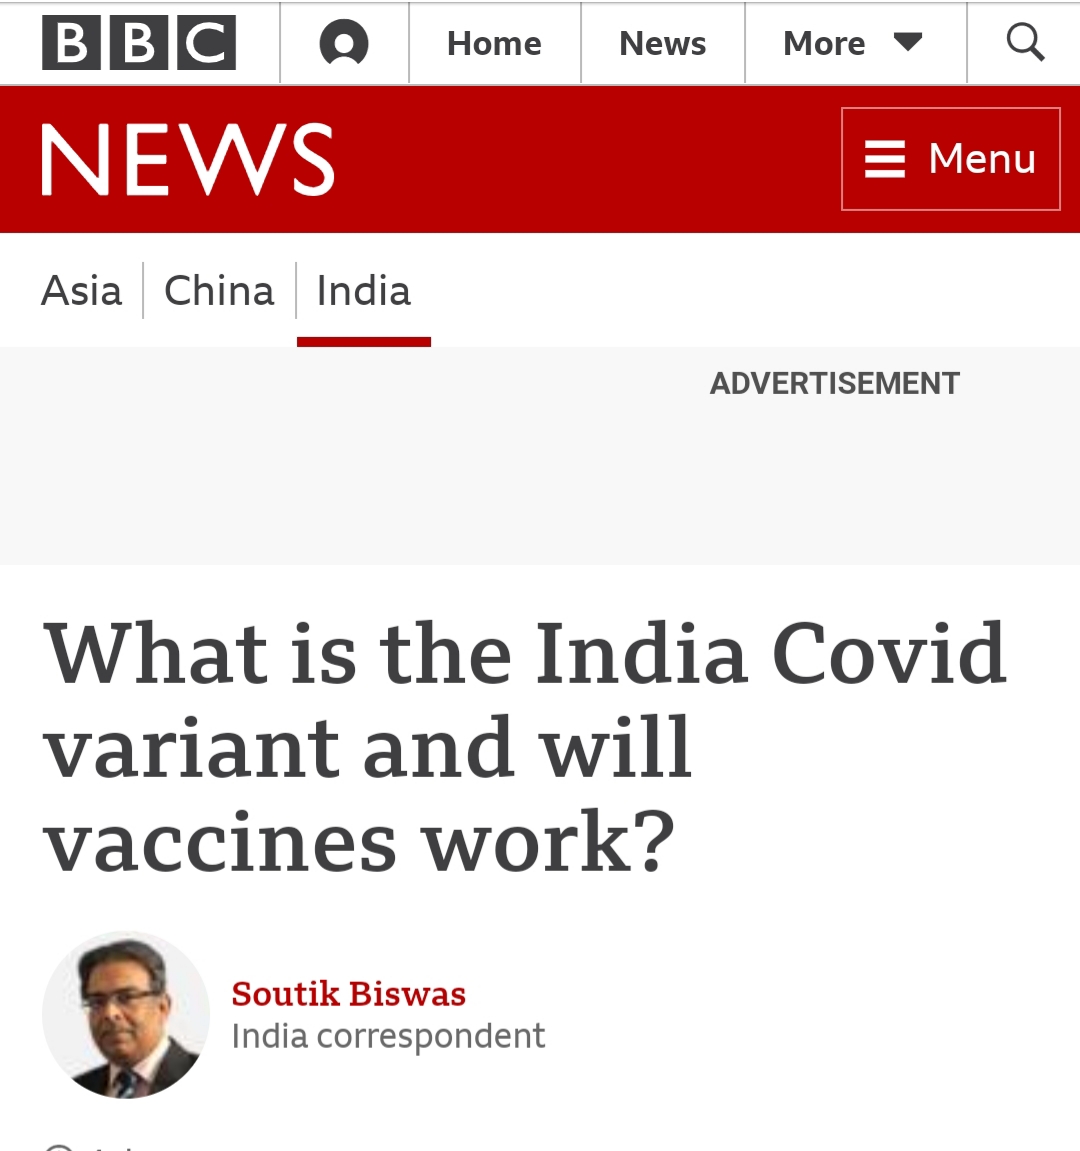 BBC Home News More
NEWS Menu
Asia China India
ADVERTISEMENT
What is the India Covid
variant and will
vaccines work?
Soutik Biswas
India correspondent